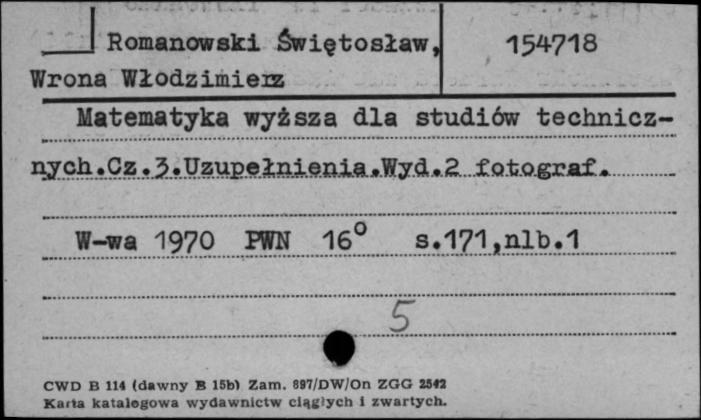 Romanowski Świętosław, 154718
Wrona Włodzimierz
Matematyka wyższa dla studiów technicz-
nych.Cz.3.Uzupełnienia.Wyd.2 fotograf.
W-wa 1970 PWN 16° s.171,nlb.1
5
CWD B 114 (dawny B 15b) Zam. 897/DW/On ZGG 2542
Karta katalogowa wydawnictw ciągłych i zwartych.